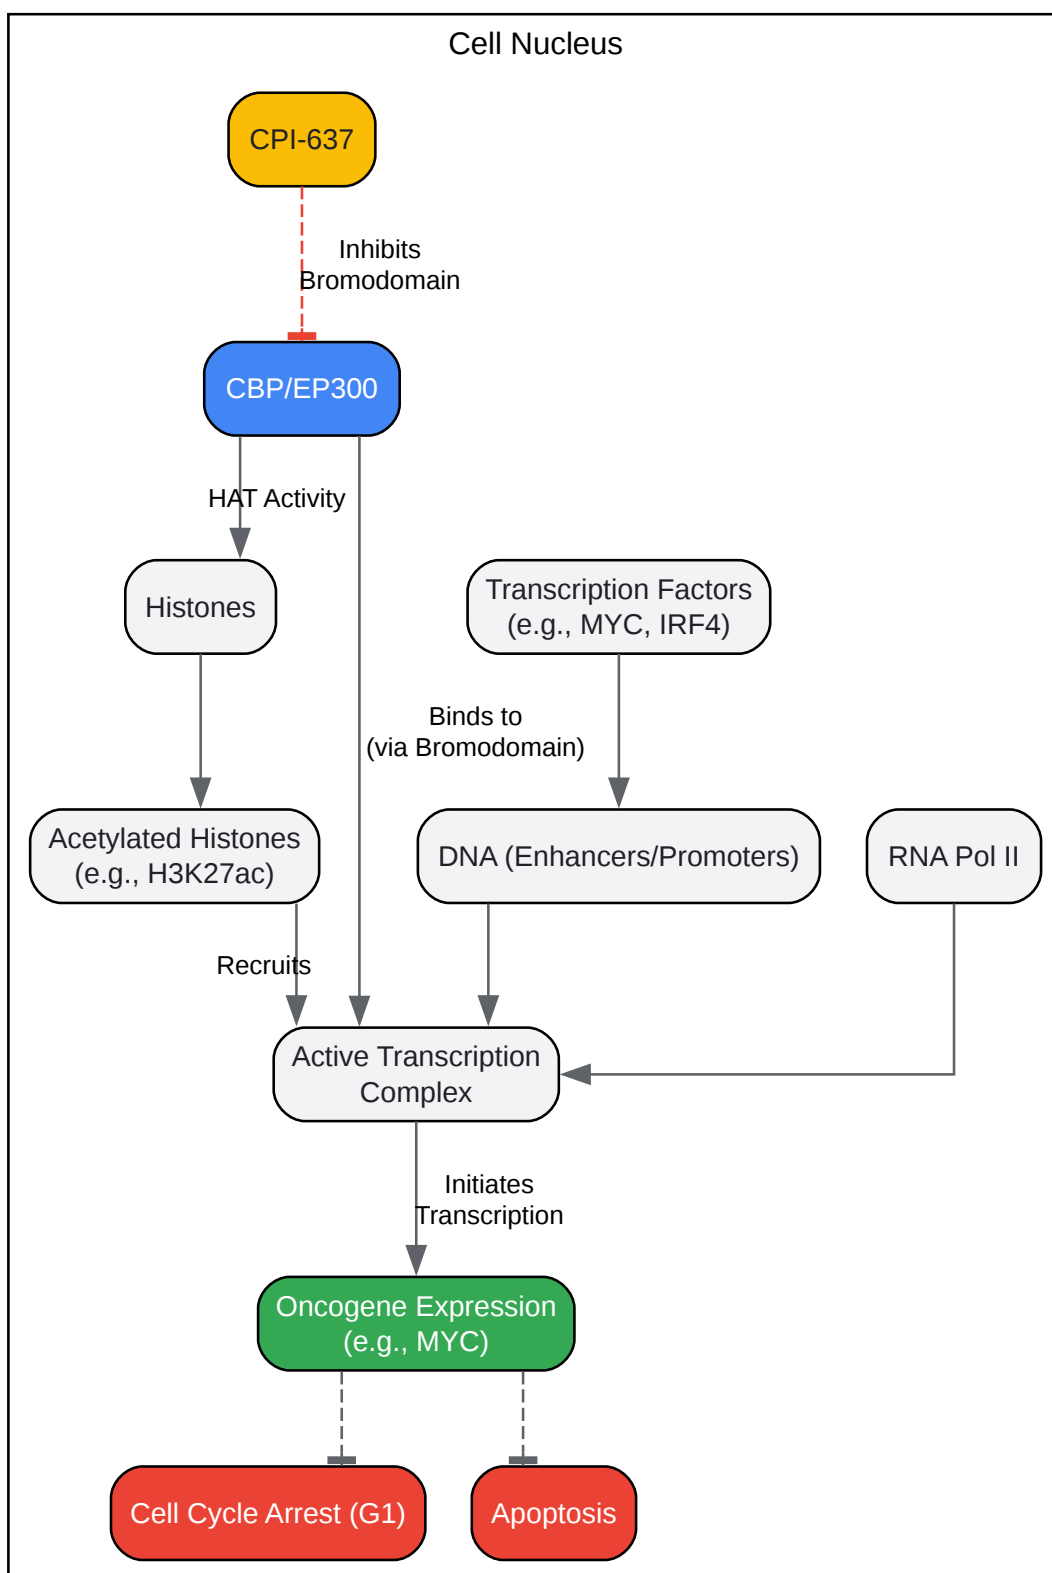 Cell Nucleus
CPI-637
Inhibits
Bromodomain
CBP/EP300
HAT Activity
Histones
Transcription Factors
(e.g., MYC, IRF4)
Binds to
(via Bromodomain)
Acetylated Histones
(e.g., H3K27ac)
DNA (Enhancers/Promoters)
RNA Pol II
Recruits
Active Transcription
Complex
Initiates
Transcription
Oncogene Expression
(e.g., MYC)
Cell Cycle Arrest (G1)
Apoptosis